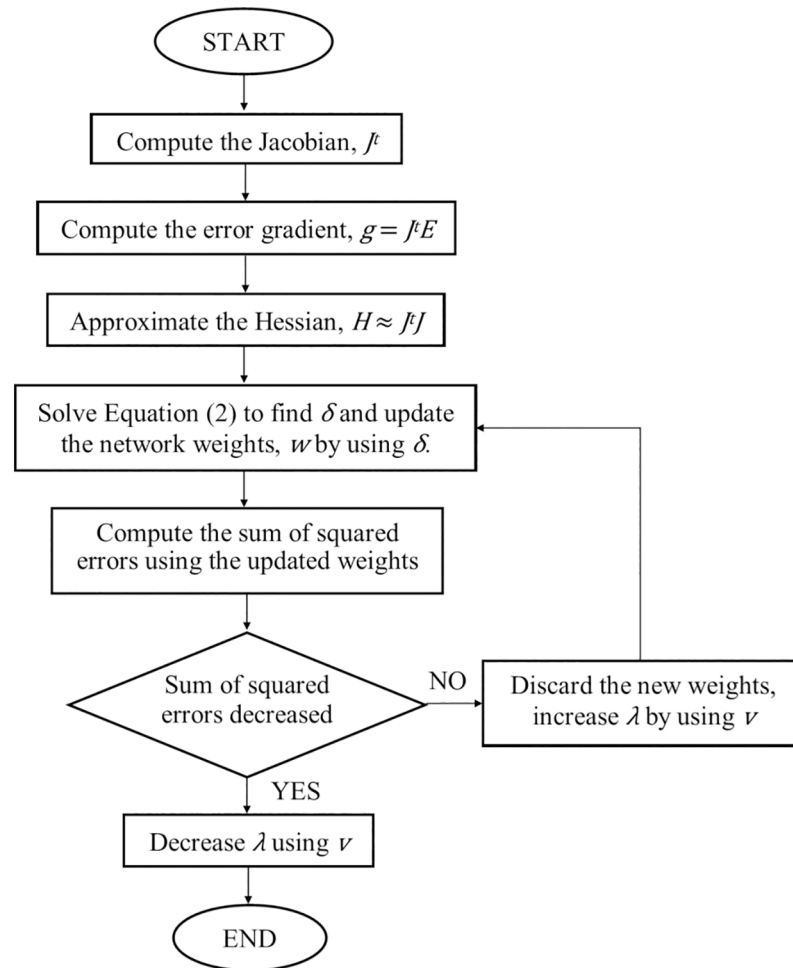 START
Compute the Jacobian, Jᵗ
Compute the error gradient, g = JᵗE
Approximate the Hessian, H ≈ JᵗJ
Solve Equation (2) to find δ and update
the network weights, w by using δ.
Compute the sum of squared
errors using the updated weights
Sum of squared
errors decreased
NO
Discard the new weights,
increase λ by using v
YES
Decrease λ using v
END